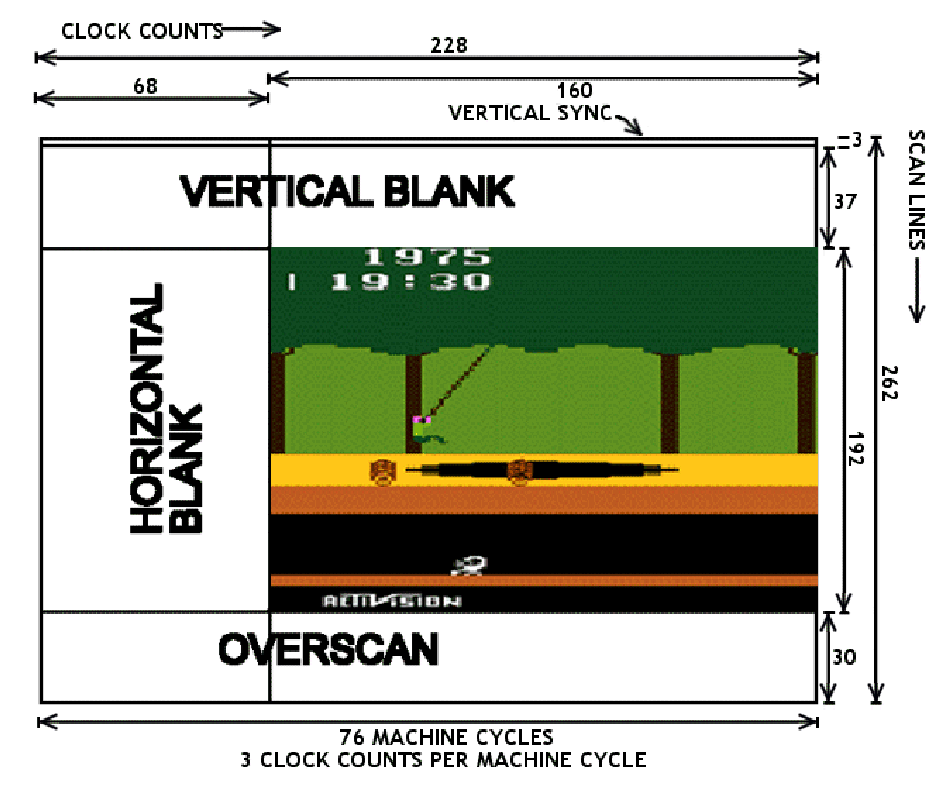 CLOCK COUNTS
228
68
160
VERTICAL SYNC
3
SCAN LINES
VERTICAL BLANK
37
1975
19:30
262
HORIZONTAL
BLANK
192
ACTIVISION
OVERSCAN
30
76 MACHINE CYCLES
3 CLOCK COUNTS PER MACHINE CYCLE